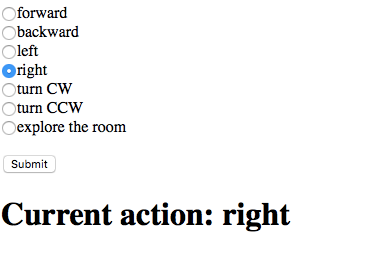 forward
backward
left
right
turn CW
turn CCW
explore the room
Submit
Current action: right